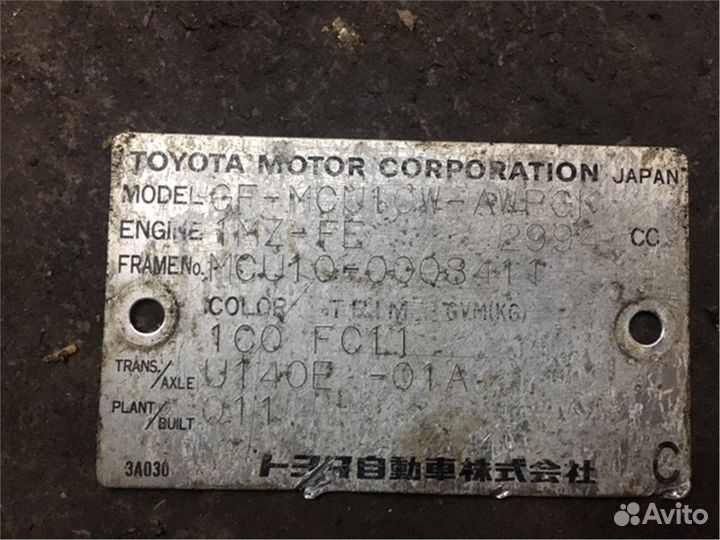 TOYOTA MOTOR CORPORATION JAPAN
MODEL GF-MCU10W-AWPGK
ENGINE 1MZ-FE 2994 CC
FRAME No. MCU10-0003411
COLOR TRIM GVM(KG)
1C0 FC11
TRANS./AXLE U140E -01A
PLANT/BUILT Q11
3A030 トヨタ自動車株式会社 C
Avito